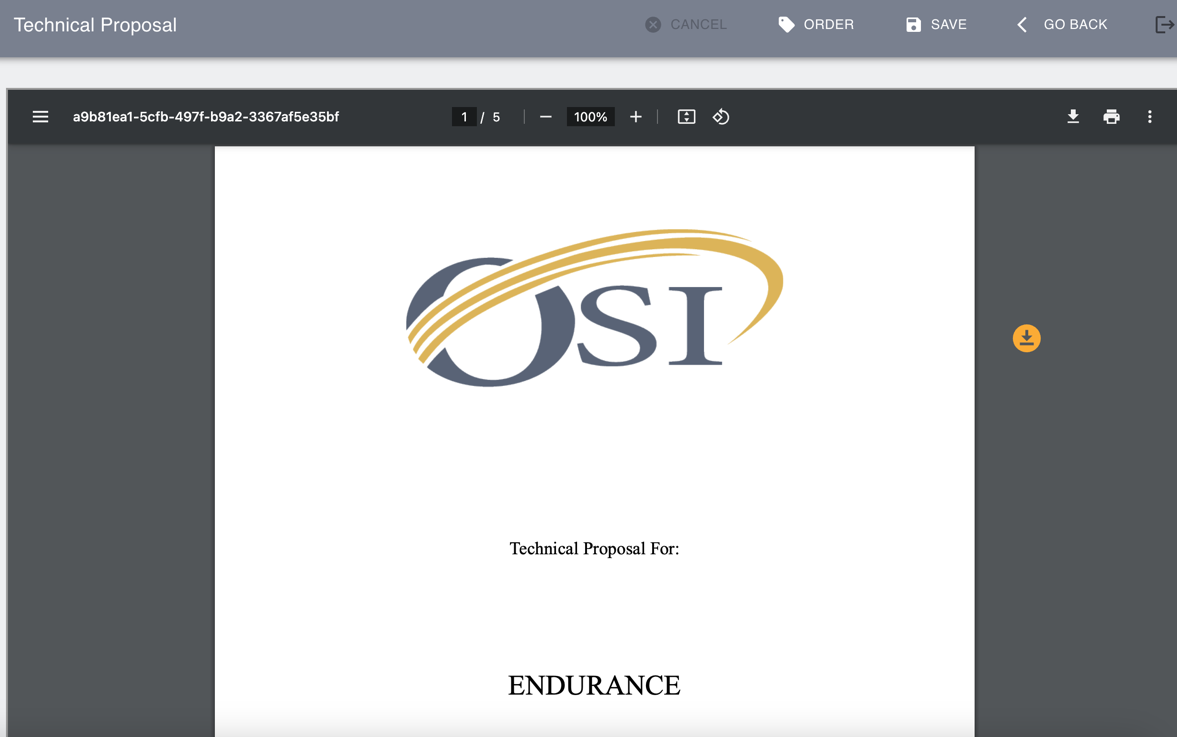 Technical Proposal
CANCEL
ORDER
SAVE
GO BACK
a9b81ea1-5cfb-497f-b9a2-3367af5e35bf
1 / 5
100%
OSI
Technical Proposal For:
ENDURANCE